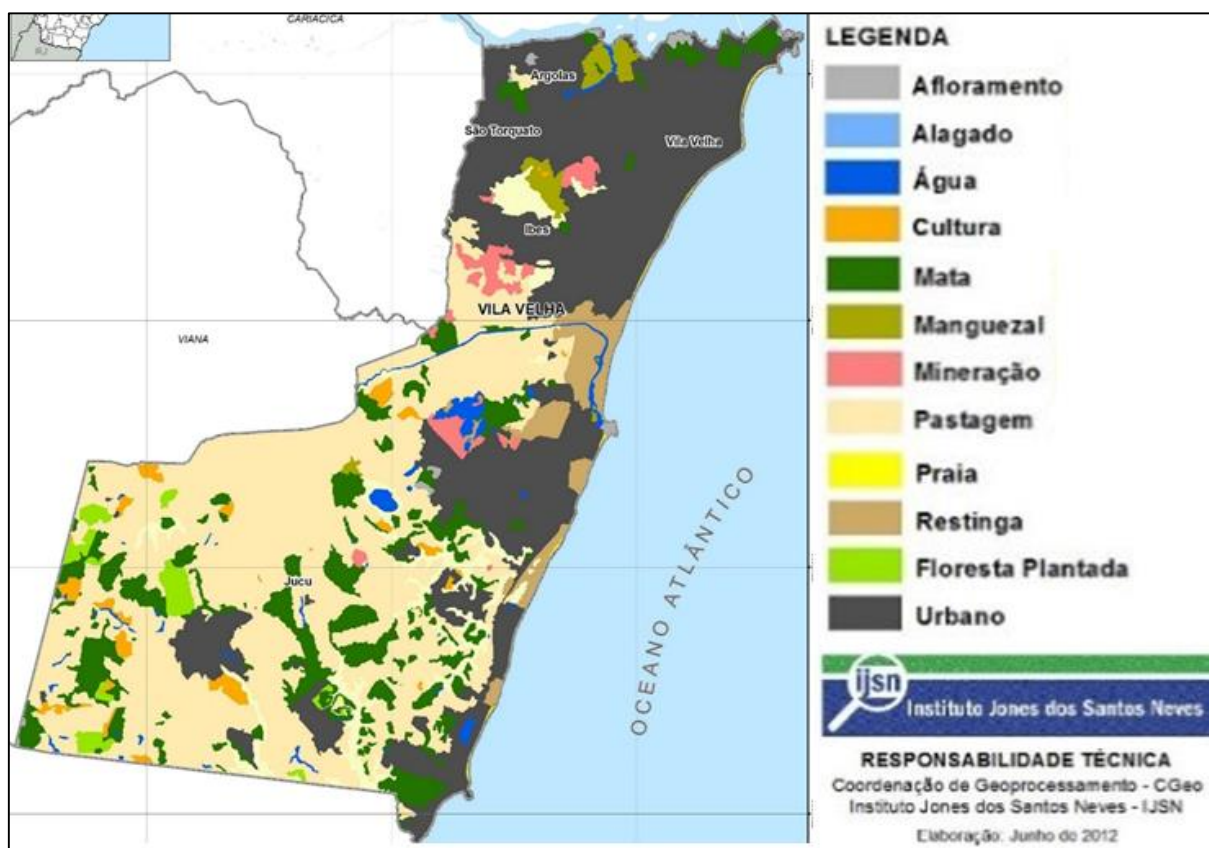 CARIACICA
RJ
Argolas
São Torquato
Vila Velha
Ibes
VILA VELHA
VIANA
Jucu
OCEANO ATLÂNTICO
LEGENDA
Afloramento
Alagado
Água
Cultura
Mata
Manguezal
Mineração
Pastagem
Praia
Restinga
Floresta Plantada
Urbano
ijsn
Instituto Jones dos Santos Neves
RESPONSABILIDADE TÉCNICA
Coordenação de Geoprocessamento - CGeo
Instituto Jones dos Santos Neves - IJSN
Elaboração: Junho de 2012